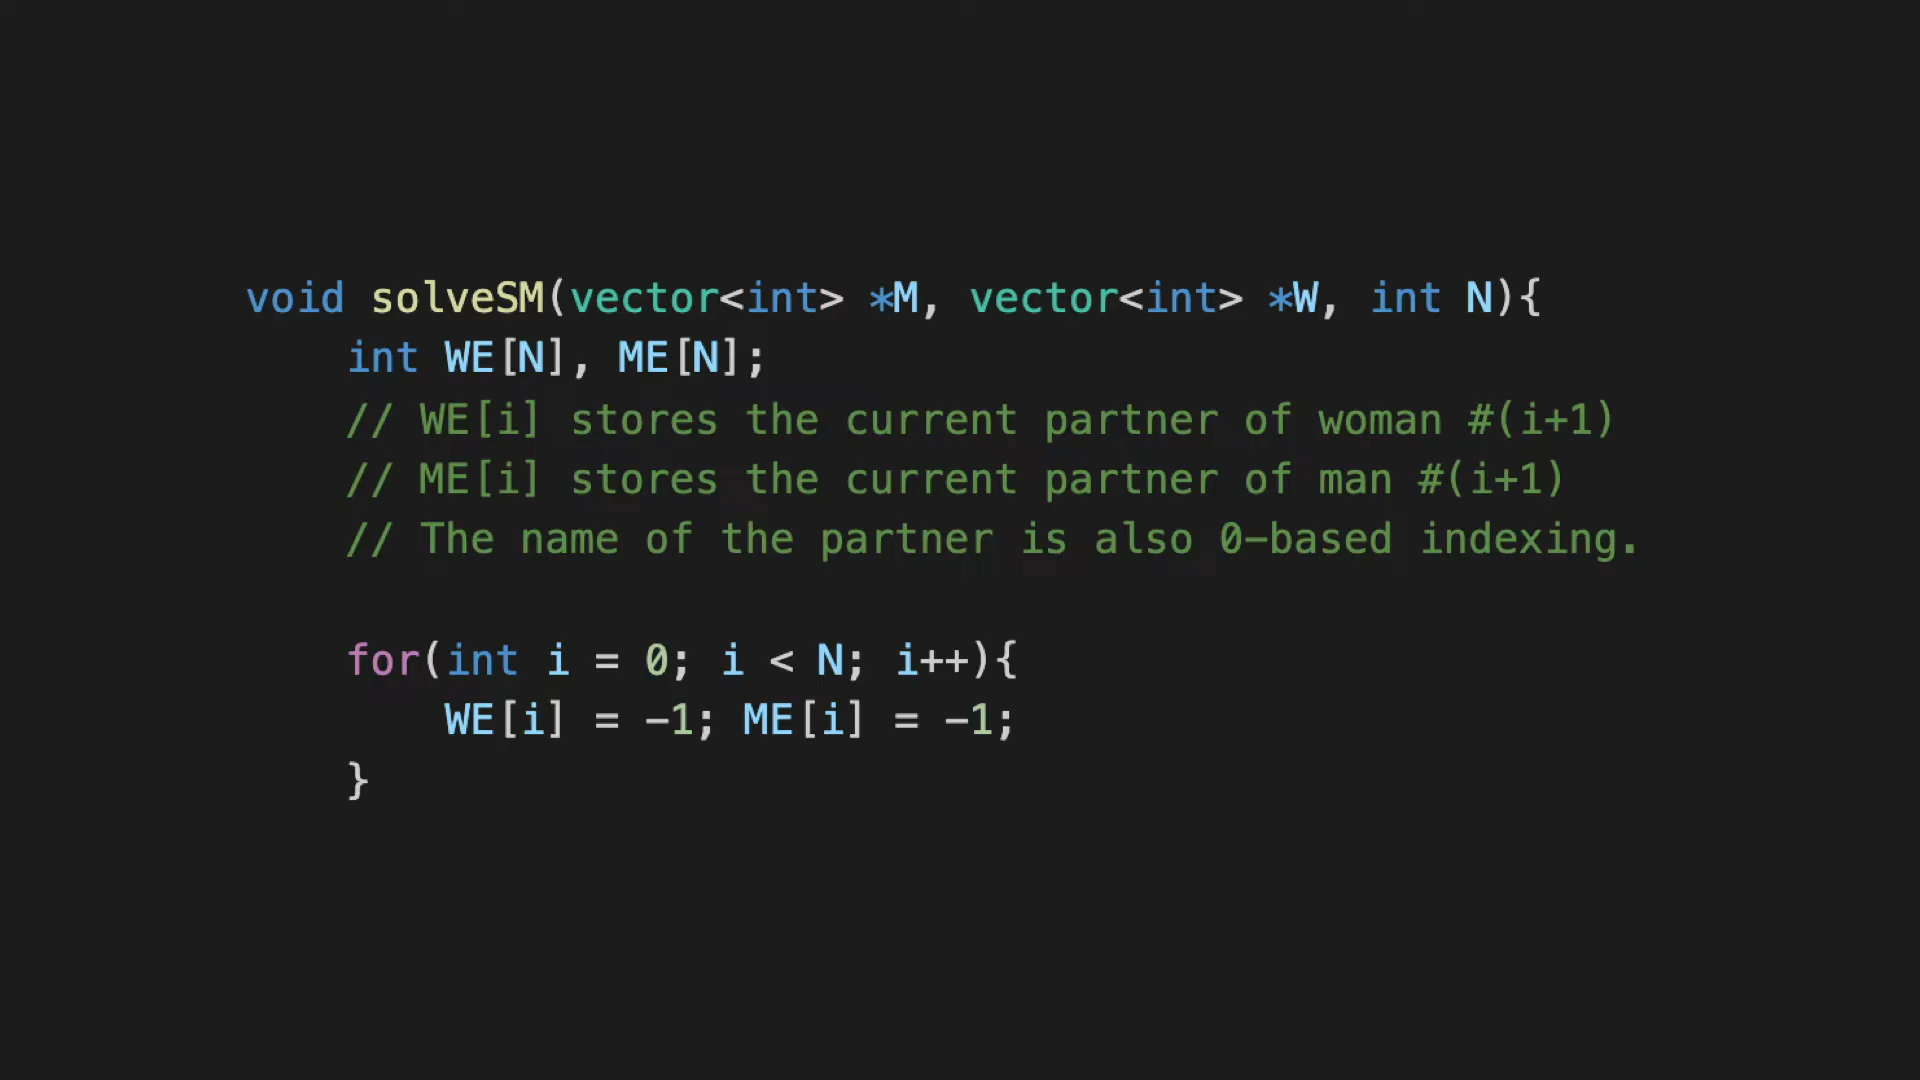 void solveSM(vector<int> *M, vector<int> *W, int N){
    int WE[N], ME[N];
    // WE[i] stores the current partner of woman #(i+1)
    // ME[i] stores the current partner of man #(i+1)
    // The name of the partner is also 0-based indexing.
    for(int i = 0; i < N; i++){
        WE[i] = -1; ME[i] = -1;
    }